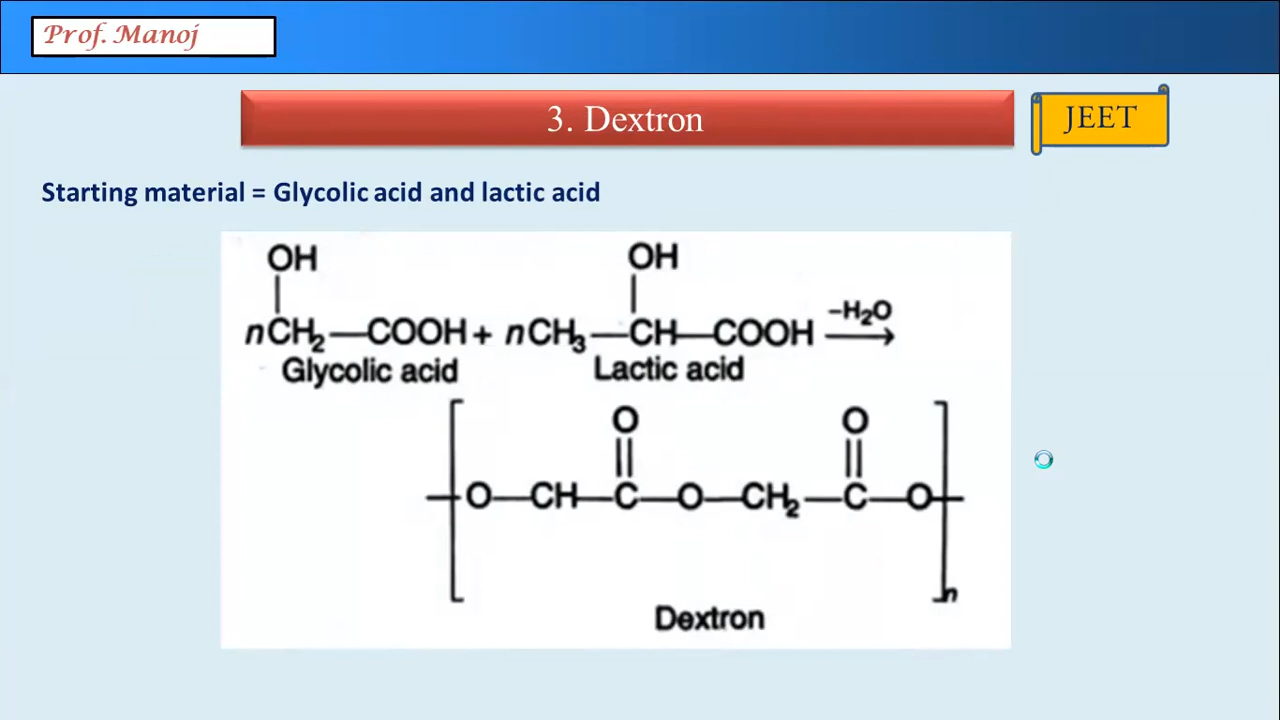 Prof. Manoj
3. Dextron
JEET
Starting material = Glycolic acid and lactic acid
OH OH
nCH₂—COOH + nCH₃—CH—COOH –H₂O →
Glycolic acid Lactic acid
O O
O—CH—C—O—CH₂—C—O
n
Dextron